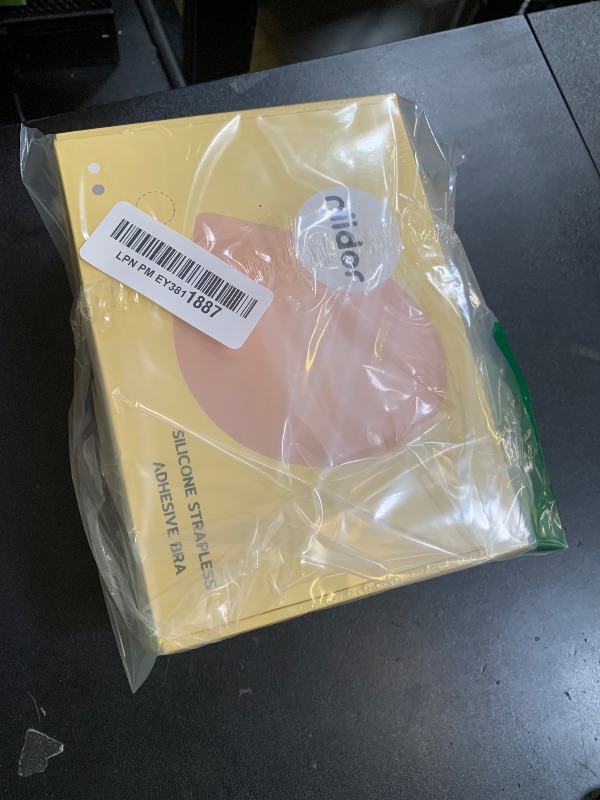 niidor
LPN PM EY3811887
SILICONE STRAPLESS
ADHESIVE BRA